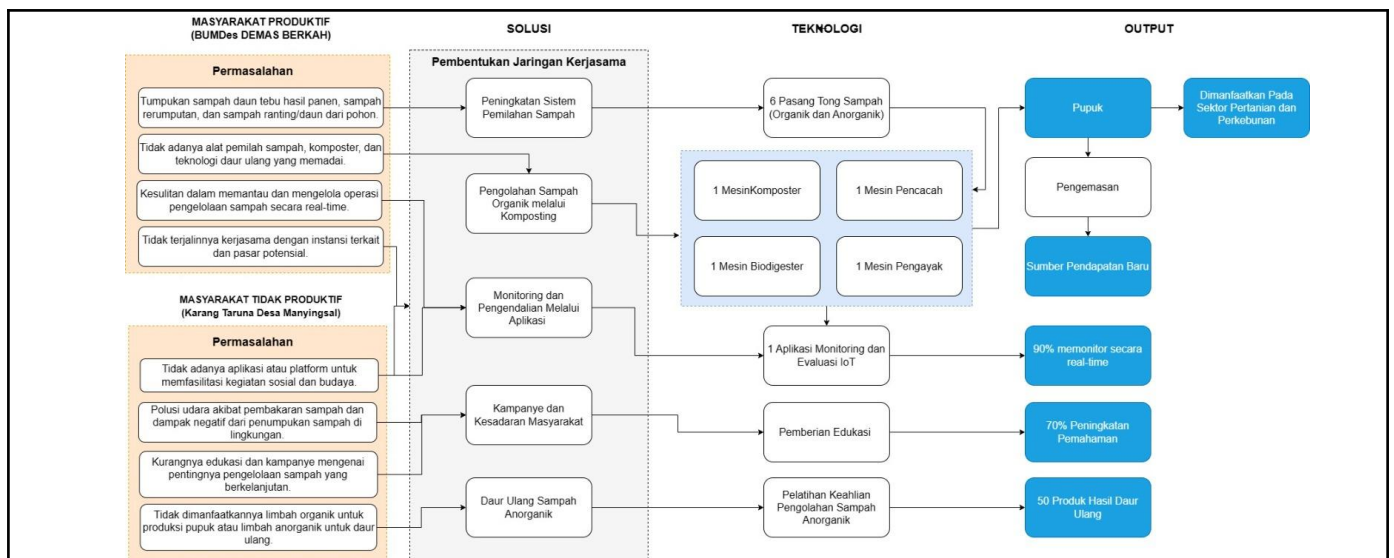 MASYARAKAT PRODUKTIF
(BUMDes DEMAS BERKAH)
SOLUSI
TEKNOLOGI
OUTPUT
Permasalahan
Tumpukan sampah daun tebu hasil panen, sampah
rerumputan, dan sampah ranting/daun dari pohon.
Tidak adanya alat pemilah sampah, komposter, dan
teknologi daur ulang yang memadai.
Kesulitan dalam memantau dan mengelola operasi
pengelolaan sampah secara real-time.
Tidak terjalinnya kerjasama dengan instansi terkait
dan pasar potensial.
MASYARAKAT TIDAK PRODUKTIF
(Karang Taruna Desa Manyingsal)
Permasalahan
Tidak adanya aplikasi atau platform untuk
memfasilitasi kegiatan sosial dan budaya.
Polusi udara akibat pembakaran sampah dan
dampak negatif dari penumpukan sampah di
lingkungan.
Kurangnya edukasi dan kampanye mengenai
pentingnya pengelolaan sampah yang
berkelanjutan.
Tidak dimanfaatkannya limbah organik untuk
produksi pupuk atau limbah anorganik untuk daur
ulang.
Pembentukan Jaringan Kerjasama
Peningkatan Sistem
Pemilahan Sampah
Pengolahan Sampah
Organik melalui
Komposting
Monitoring dan
Pengendalian Melalui
Aplikasi
Kampanye dan
Kesadaran Masyarakat
Daur Ulang Sampah
Anorganik
6 Pasang Tong Sampah
(Organik dan Anorganik)
1 MesinKomposter
1 Mesin Pencacah
1 Mesin Biodigester
1 Mesin Pengayak
1 Aplikasi Monitoring dan
Evaluasi IoT
Pemberian Edukasi
Pelatihan Keahlian
Pengolahan Sampah
Anorganik
Pupuk
Dimanfaatkan Pada
Sektor Pertanian dan
Perkebunan
Pengemasan
Sumber Pendapatan Baru
90% memonitor secara
real-time
70% Peningkatan
Pemahaman
50 Produk Hasil Daur
Ulang